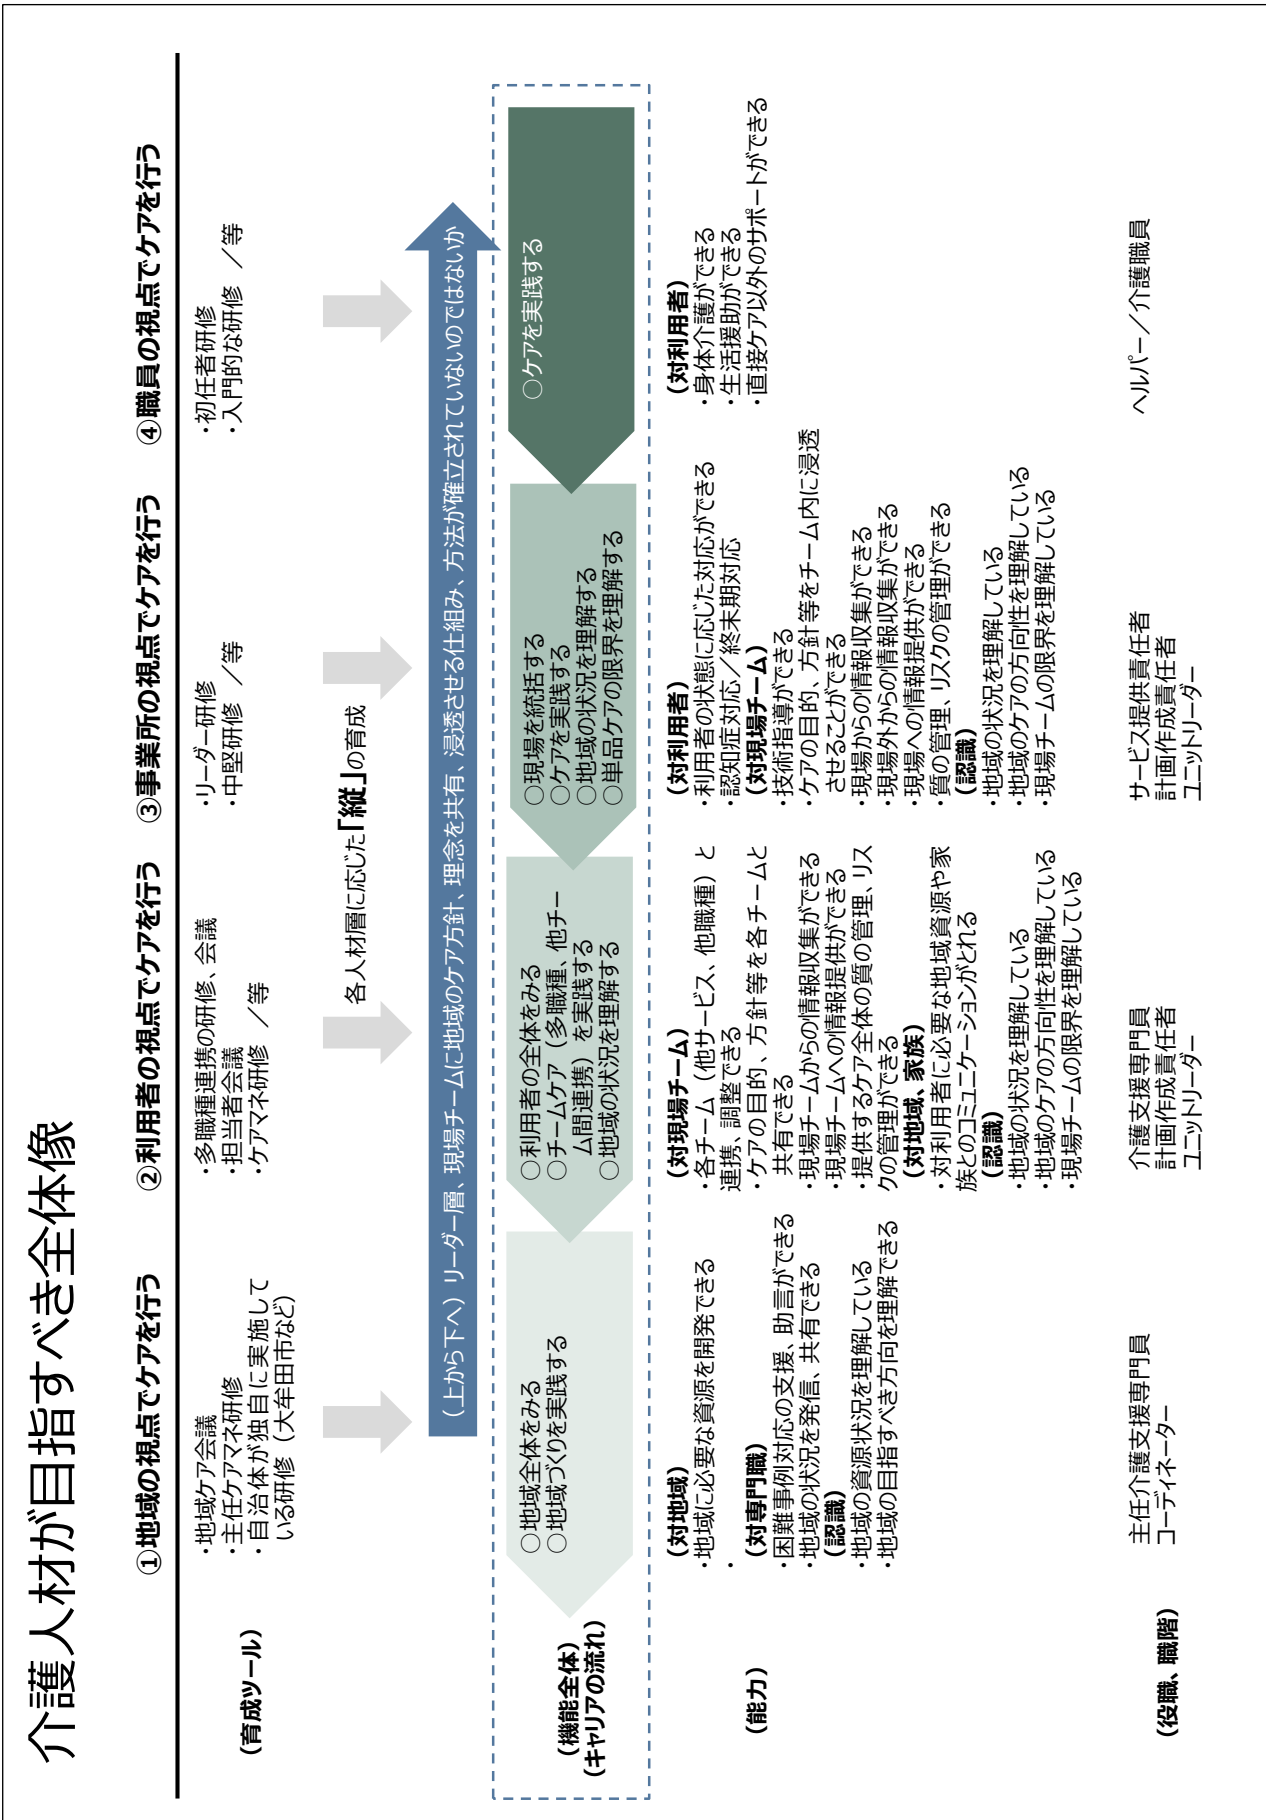 介護人材が目指すべき全体像
①地域の視点でケアを行う
②利用者の視点でケアを行う
③事業所の視点でケアを行う
④職員の視点でケアを行う
(育成ツール)
・地域ケア会議
・主任ケアマネ研修
・自治体が独自に実施して
いる研修(大牟田市など)
・多職種連携の研修、会議
・担当者会議
・ケアマネ研修 /等
・リーダー研修
・中堅研修 /等
・初任者研修
・入門的な研修 /等
各人材層に応じた「縦」の育成
(上から下へ)リーダー層、現場チームに地域のケア方針、理念を共有、浸透させる仕組み、方法が確立されていないのではないか
(機能全体)
(キャリアの流れ)
○地域全体をみる
○地域づくりを実践する
○利用者の全体をみる
○チームケア(多職種、他チー
ム間連携)を実践する
○地域の状況を理解する
○現場を統括する
○ケアを実践する
○地域の状況を理解する
○単品ケアの限界を理解する
○ケアを実践する
(能力)
(対地域)
・地域に必要な資源を開発できる
・
(対専門職)
・困難事例対応の支援、助言ができる
・地域の状況を発信、共有できる
(認識)
・地域の資源状況を理解している
・地域の目指すべき方向を理解できる
(対現場チーム)
・各チーム(他サービス、他職種)と
連携、調整できる
・ケアの目的、方針等を各チームと
共有できる
・現場チームからの情報収集ができる
・現場チームへの情報提供ができる
・提供するケア全体の質の管理、リス
クの管理ができる
(対地域、家族)
・対利用者に必要な地域資源や家
族とのコミュニケーションがとれる
(認識)
・地域の状況を理解している
・地域のケアの方向性を理解している
・現場チームの限界を理解している
(対利用者)
・利用者の状態に応じた対応ができる
・認知症対応/終末期対応
(対現場チーム)
・技術指導ができる
・ケアの目的、方針等をチーム内に浸透
させることができる
・現場からの情報収集ができる
・現場外からの情報収集ができる
・現場への情報提供ができる
・質の管理、リスクの管理ができる
(認識)
・地域の状況を理解している
・地域のケアの方向性を理解している
・現場チームの限界を理解している
(対利用者)
・身体介護ができる
・生活援助ができる
・直接ケア以外のサポートができる
(役職、職階)
主任介護支援専門員
コーディネーター
介護支援専門員
計画作成責任者
ユニットリーダー
サービス提供責任者
計画作成責任者
ユニットリーダー
ヘルパー/介護職員